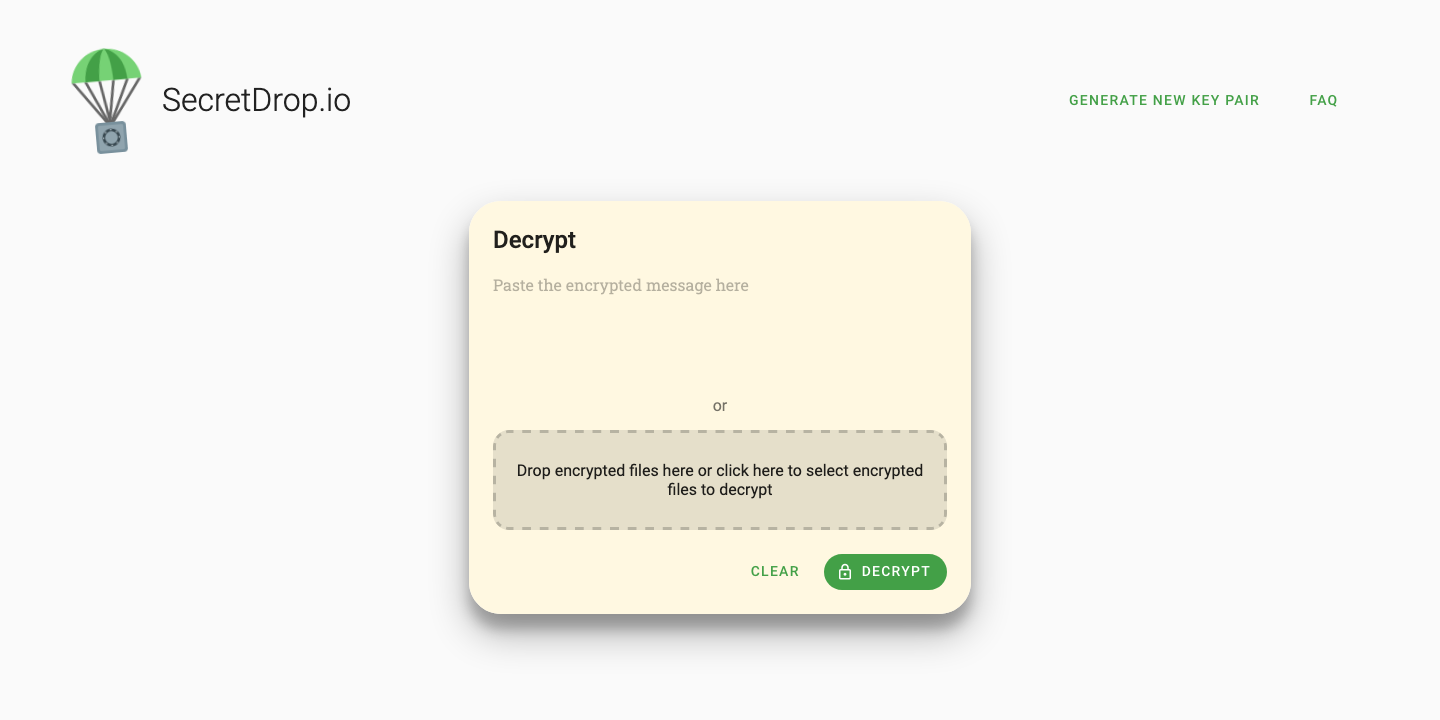 SecretDrop.io
GENERATE NEW KEY PAIR
FAQ
Decrypt
Paste the encrypted message here
or
Drop encrypted files here or click here to select encrypted
files to decrypt
CLEAR
DECRYPT